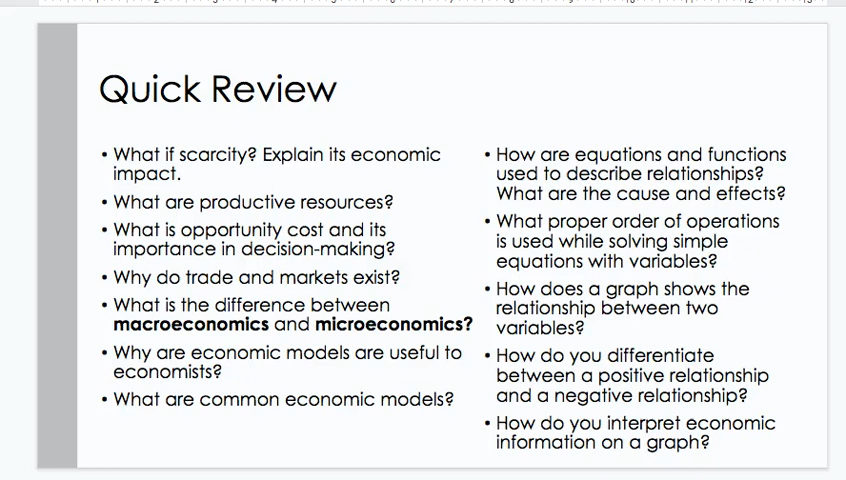 Quick Review
• What if scarcity? Explain its economic
impact.
• What are productive resources?
• What is opportunity cost and its
importance in decision-making?
• Why do trade and markets exist?
• What is the difference between
macroeconomics and microeconomics?
• Why are economic models are useful to
economists?
• What are common economic models?
• How are equations and functions
used to describe relationships?
What are the cause and effects?
• What proper order of operations
is used while solving simple
equations with variables?
• How does a graph shows the
relationship between two
variables?
• How do you differentiate
between a positive relationship
and a negative relationship?
• How do you interpret economic
information on a graph?